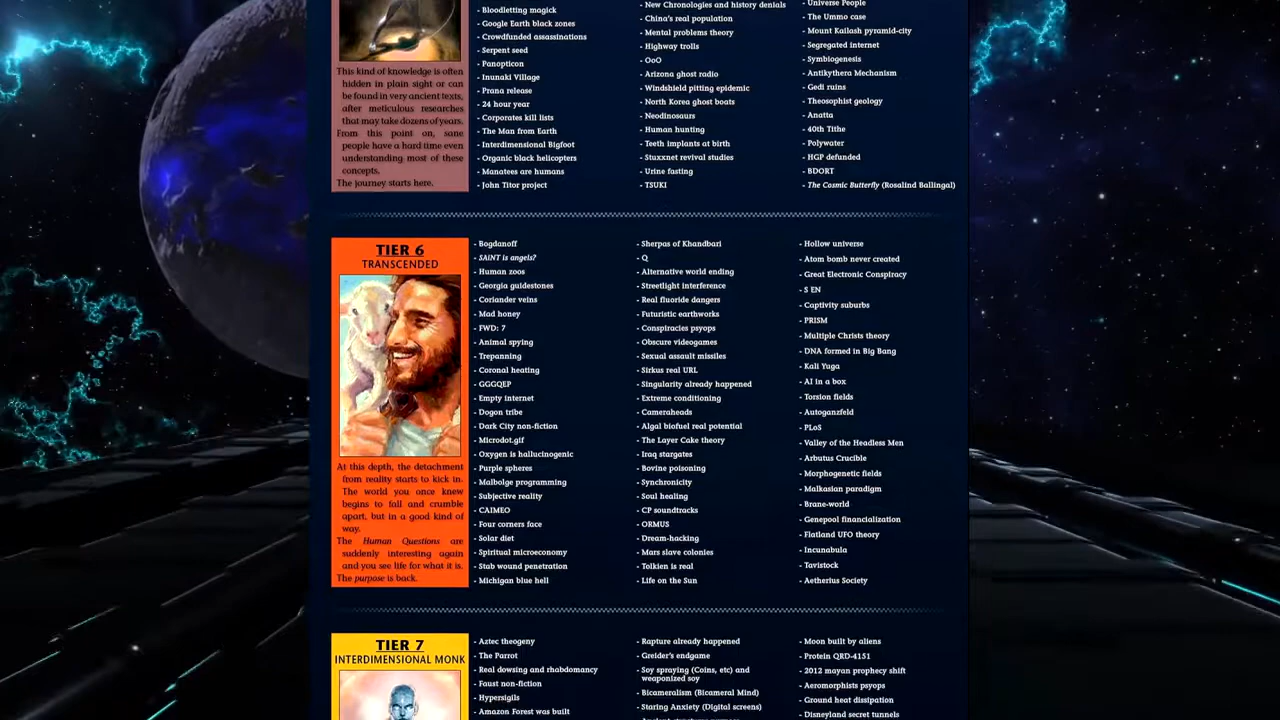 This kind of knowledge is often
hidden in plain sight or can
be found in very ancient texts,
after meticulous researches
that may take dozens of years.
From this point on, sane
people have a hard time even
understanding most of these
concepts.
The journey starts here.
- Bloodletting magick
- Google Earth black zones
- Crowdfunded assassinations
- Serpent seed
- Panopticon
- Inunaki Village
- Prana release
- 24 hour year
- Corporates kill lists
- The Man from Earth
- Interdimensional Bigfoot
- Organic black helicopters
- Manatees are humans
- John Titor project
- New Chronologies and history denials
- China's real population
- Mental problems theory
- Highway trolls
- OoO
- Arizona ghost radio
- Windshield pitting epidemic
- North Korea ghost boats
- Neodinosaurs
- Human hunting
- Teeth implants at birth
- Stuxxnet revival studies
- Urine fasting
- TSUKI
- Universe People
- The Ummo case
- Mount Kailash pyramid-city
- Segregated internet
- Symbiogenesis
- Antikythera Mechanism
- Gedi ruins
- Theosophist geology
- Anatta
- 40th Tithe
- Polywater
- HGP defunded
- BDORT
- The Cosmic Butterfly (Rosalind Ballingal)
TIER 6
TRANSCENDED
At this depth, the detachment
from reality starts to kick in.
The world you once knew
begins to fall and crumble
apart, but in a good kind of
way.
The Human Questions are
suddenly interesting again
and you see life for what it is.
The purpose is back.
- Bogdanoff
- SAiNT is angels?
- Human zoos
- Georgia guidestones
- Coriander veins
- Mad honey
- FWD: 7
- Animal spying
- Trepanning
- Coronal heating
- GGGQEP
- Empty internet
- Dogon tribe
- Dark City non-fiction
- Microdot.gif
- Oxygen is hallucinogenic
- Purple spheres
- Malbolge programming
- Subjective reality
- CAIMEO
- Four corners face
- Solar diet
- Spiritual microeconomy
- Stab wound penetration
- Michigan blue hell
- Sherpas of Khandbari
- Q
- Alternative world ending
- Streetlight interference
- Real fluoride dangers
- Futuristic earthworks
- Conspiracies psyops
- Obscure videogames
- Sexual assault missiles
- Sirkus real URL
- Singularity already happened
- Extreme conditioning
- Cameraheads
- Algal biofuel real potential
- The Layer Cake theory
- Iraq stargates
- Bovine poisoning
- Synchronicity
- Soul healing
- CP soundtracks
- ORMUS
- Dream-hacking
- Mars slave colonies
- Tolkien is real
- Life on the Sun
- Hollow universe
- Atom bomb never created
- Great Electronic Conspiracy
- S EN
- Captivity suburbs
- PRISM
- Multiple Christs theory
- DNA formed in Big Bang
- Kali Yuga
- AI in a box
- Torsion fields
- Autoganzfeld
- PLoS
- Valley of the Headless Men
- Arbutus Crucible
- Morphogenetic fields
- Malkasian paradigm
- Brane-world
- Genepool financialization
- Flatland UFO theory
- Incunabula
- Tavistock
- Aetherius Society
TIER 7
INTERDIMENSIONAL MONK
- Aztec theogeny
- The Parrot
- Real dowsing and rhabdomancy
- Faust non-fiction
- Hypersigils
- Amazon Forest was built
- Rapture already happened
- Greider's endgame
- Soy spraying (Coins, etc) and
weaponized soy
- Bicameralism (Bicameral Mind)
- Staring Anxiety (Digital screens)
- Moon built by aliens
- Protein QRD-4151
- 2012 mayan prophecy shift
- Aeromorphists psyops
- Ground heat dissipation
- Disneyland secret tunnels